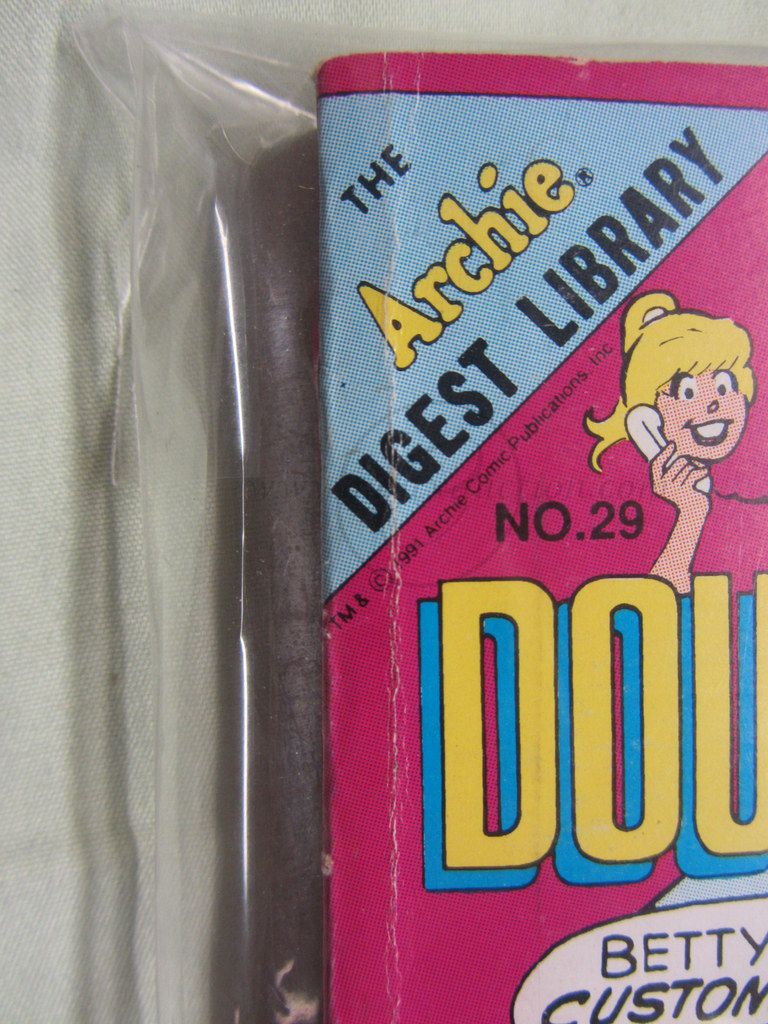 THE
Archie®
DIGEST LIBRARY
TM & © 1991 Archie Comic Publications, Inc
NO.29
DOU
BETTY
CUSTOM